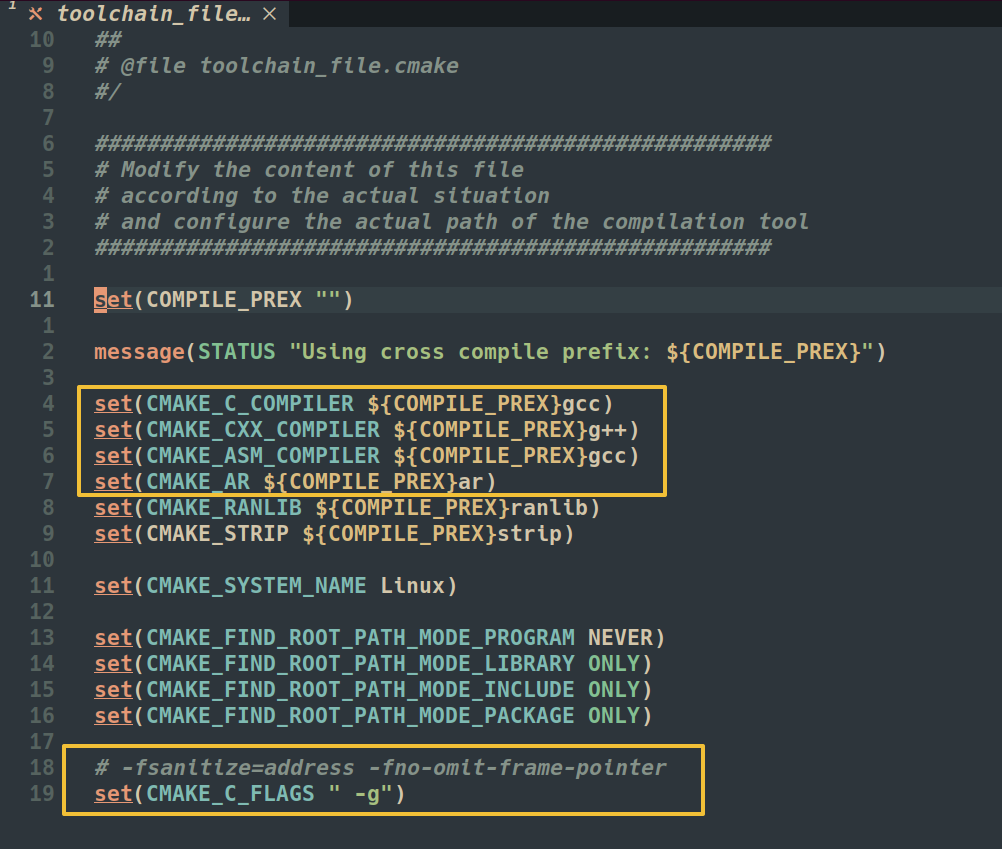 1 toolchain_file… ×
10 ##
9 # @file toolchain_file.cmake
8 #/
7
6 ####################################################
5 # Modify the content of this file
4 # according to the actual situation
3 # and configure the actual path of the compilation tool
2 ####################################################
1
11 set(COMPILE_PREX "")
1
2 message(STATUS "Using cross compile prefix: ${COMPILE_PREX}")
3
4 set(CMAKE_C_COMPILER ${COMPILE_PREX}gcc)
5 set(CMAKE_CXX_COMPILER ${COMPILE_PREX}g++)
6 set(CMAKE_ASM_COMPILER ${COMPILE_PREX}gcc)
7 set(CMAKE_AR ${COMPILE_PREX}ar)
8 set(CMAKE_RANLIB ${COMPILE_PREX}ranlib)
9 set(CMAKE_STRIP ${COMPILE_PREX}strip)
10
11 set(CMAKE_SYSTEM_NAME Linux)
12
13 set(CMAKE_FIND_ROOT_PATH_MODE_PROGRAM NEVER)
14 set(CMAKE_FIND_ROOT_PATH_MODE_LIBRARY ONLY)
15 set(CMAKE_FIND_ROOT_PATH_MODE_INCLUDE ONLY)
16 set(CMAKE_FIND_ROOT_PATH_MODE_PACKAGE ONLY)
17
18 # -fsanitize=address -fno-omit-frame-pointer
19 set(CMAKE_C_FLAGS " -g")